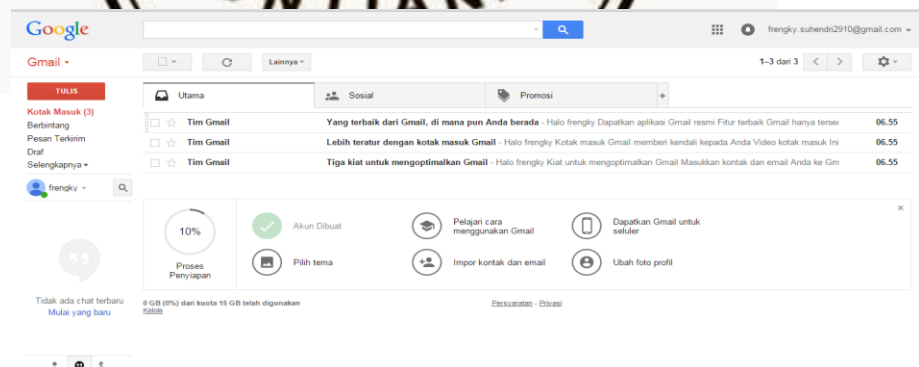 Google
frengky.suhendri2910@gmail.com
Gmail
Lainnya
1–3 dari 3
TULIS
Kotak Masuk (3)
Berbintang
Pesan Terkirim
Draf
Selengkapnya
frengky
Utama
Sosial
Promosi
+
Tim Gmail Yang terbaik dari Gmail, di mana pun Anda berada - Halo frengky Dapatkan aplikasi Gmail resmi Fitur terbaik Gmail hanya terse 06.55
Tim Gmail Lebih teratur dengan kotak masuk Gmail - Halo frengky Kotak masuk Gmail memberi kendali kepada Anda Video kotak masuk Ini 06.55
Tim Gmail Tiga kiat untuk mengoptimalkan Gmail - Halo frengky Kiat untuk mengoptimalkan Gmail Masukkan kontak dan email Anda ke Gm 06.55
10%
Proses
Penyiapan
Akun Dibuat
Pelajari cara
menggunakan Gmail
Dapatkan Gmail untuk
seluler
Pilih tema
Impor kontak dan email
Ubah foto profil
Tidak ada chat terbaru
Mulai yang baru
0 GB (0%) dari kuota 15 GB telah digunakan
Kelola
Persyaratan - Privasi